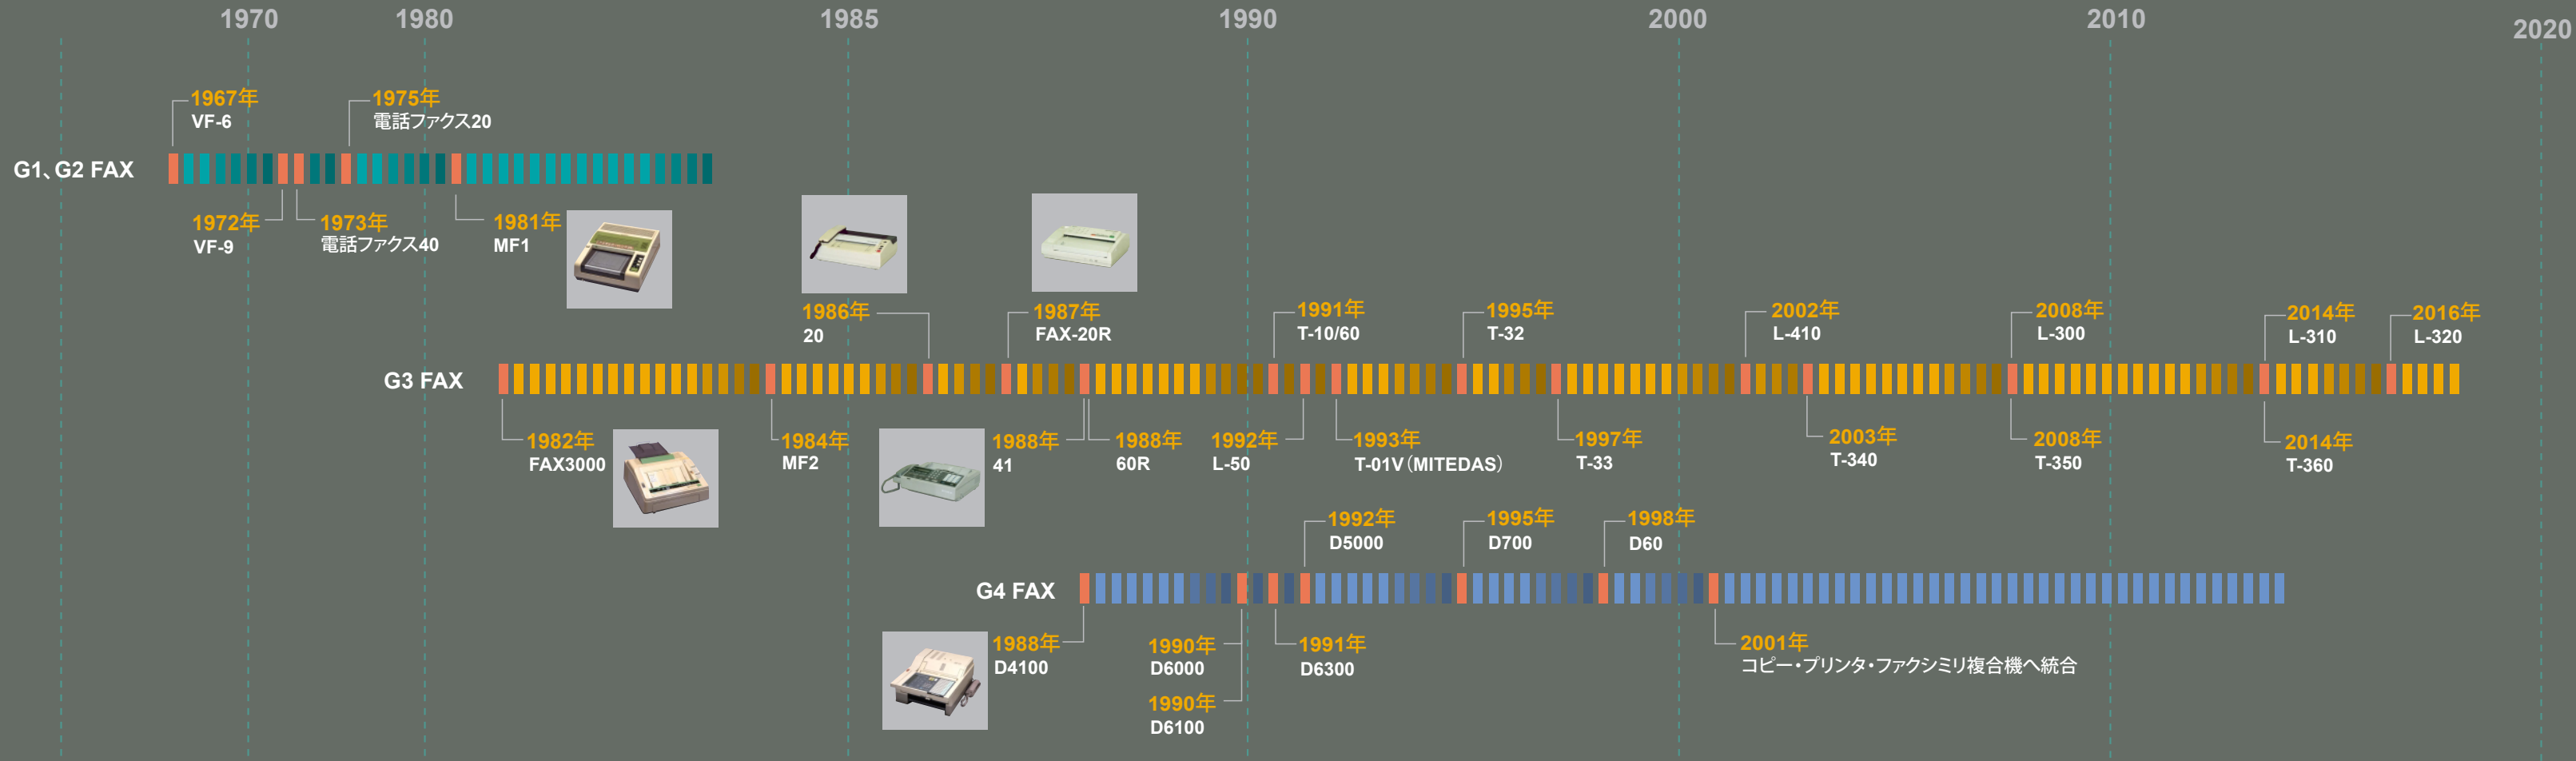 1970
1980
1985
1990
2000
2010
2020
1967年
VF-6
1975年
電話ファクス20
G1、G2 FAX
1972年
VF-9
1973年
電話ファクス40
1981年
MF1
1986年
20
1987年
FAX-20R
1991年
T-10/60
1995年
T-32
2002年
L-410
2008年
L-300
2014年
L-310
2016年
L-320
G3 FAX
1982年
FAX3000
1984年
MF2
1988年
41
1988年
60R
1992年
L-50
1993年
T-01V（MITEDAS）
1997年
T-33
2003年
T-340
2008年
T-350
2014年
T-360
1992年
D5000
1995年
D700
1998年
D60
G4 FAX
1988年
D4100
1990年
D6000
1990年
D6100
1991年
D6300
2001年
コピー・プリンタ・ファクシミリ複合機へ統合